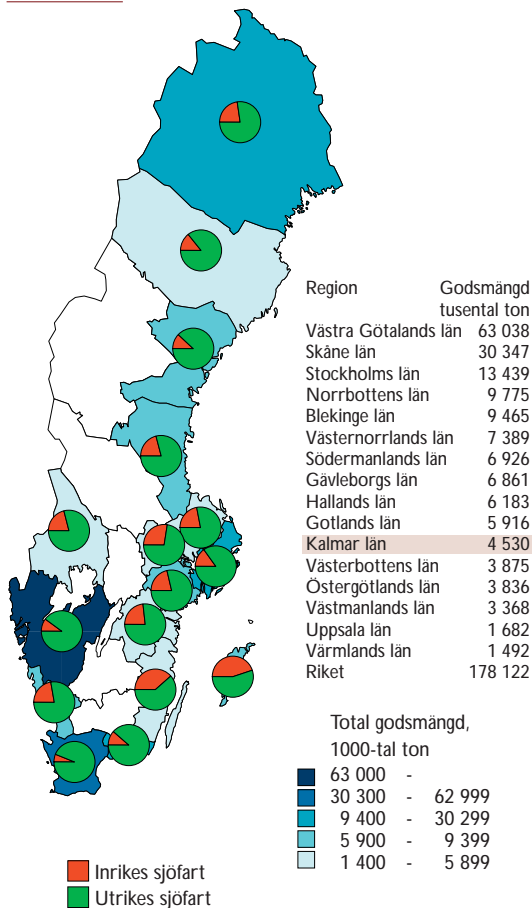 Region Godsmängd
tusental ton
Västra Götalands län 63 038
Skåne län 30 347
Stockholms län 13 439
Norrbottens län 9 775
Blekinge län 9 465
Västernorrlands län 7 389
Södermanlands län 6 926
Gävleborgs län 6 861
Hallands län 6 183
Gotlands län 5 916
Kalmar län 4 530
Västerbottens län 3 875
Östergötlands län 3 836
Västmanlands län 3 368
Uppsala län 1 682
Värmlands län 1 492
Riket 178 122
Total godsmängd,
1000-tal ton
63 000 -
30 300 - 62 999
9 400 - 30 299
5 900 - 9 399
1 400 - 5 899
Inrikes sjöfart
Utrikes sjöfart